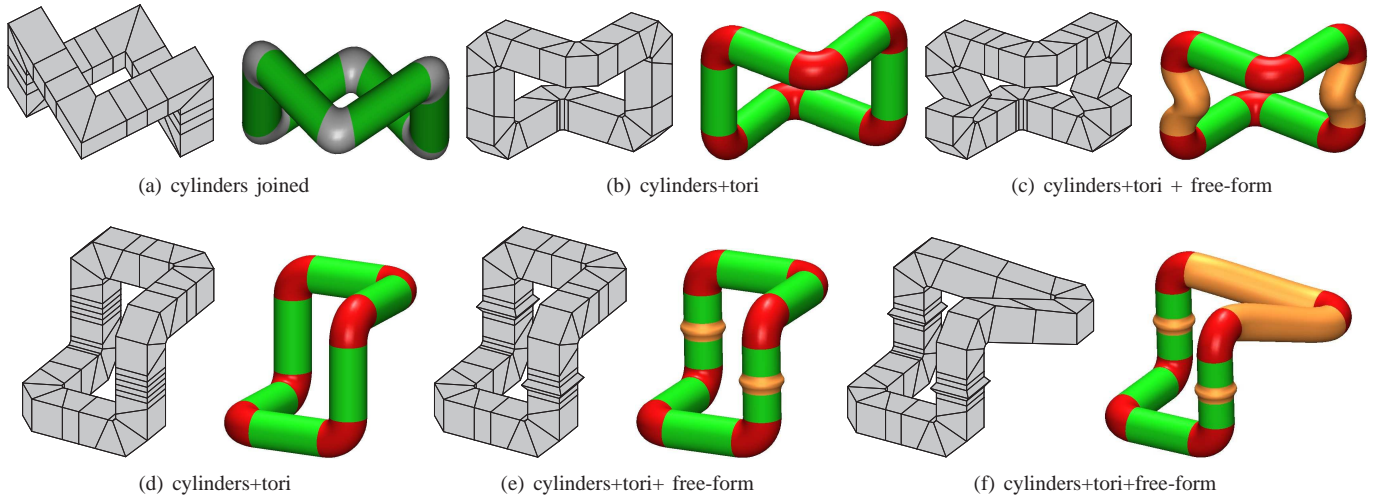 (a) cylinders joined
(b) cylinders+tori
(c) cylinders+tori + free-form
(d) cylinders+tori
(e) cylinders+tori+ free-form
(f) cylinders+tori+free-form